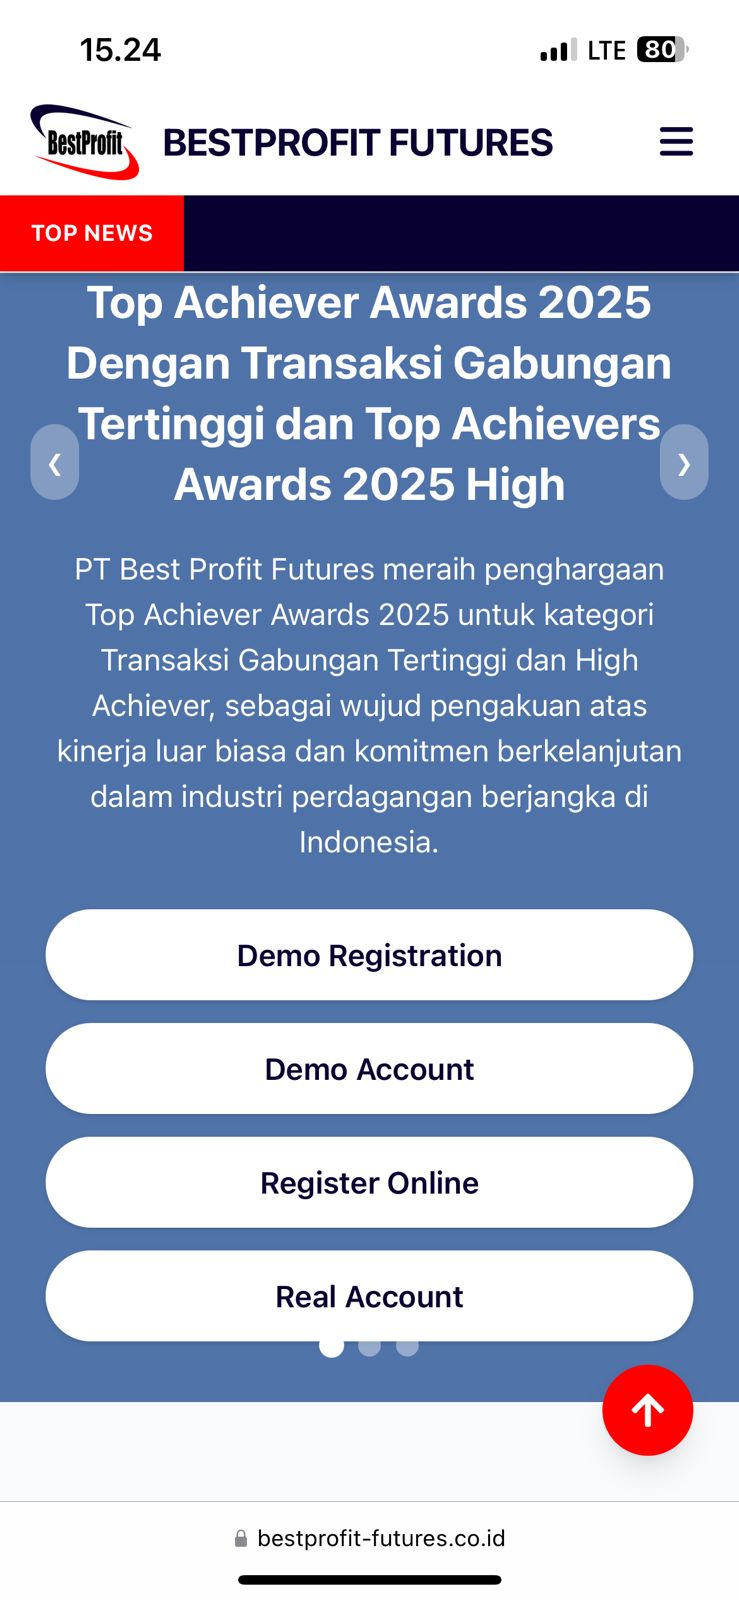 15.24
LTE 80
BestProfit
BESTPROFIT FUTURES
TOP NEWS
Top Achiever Awards 2025
Dengan Transaksi Gabungan
Tertinggi dan Top Achievers
Awards 2025 High
PT Best Profit Futures meraih penghargaan
Top Achiever Awards 2025 untuk kategori
Transaksi Gabungan Tertinggi dan High
Achiever, sebagai wujud pengakuan atas
kinerja luar biasa dan komitmen berkelanjutan
dalam industri perdagangan berjangka di
Indonesia.
Demo Registration
Demo Account
Register Online
Real Account
bestprofit-futures.co.id